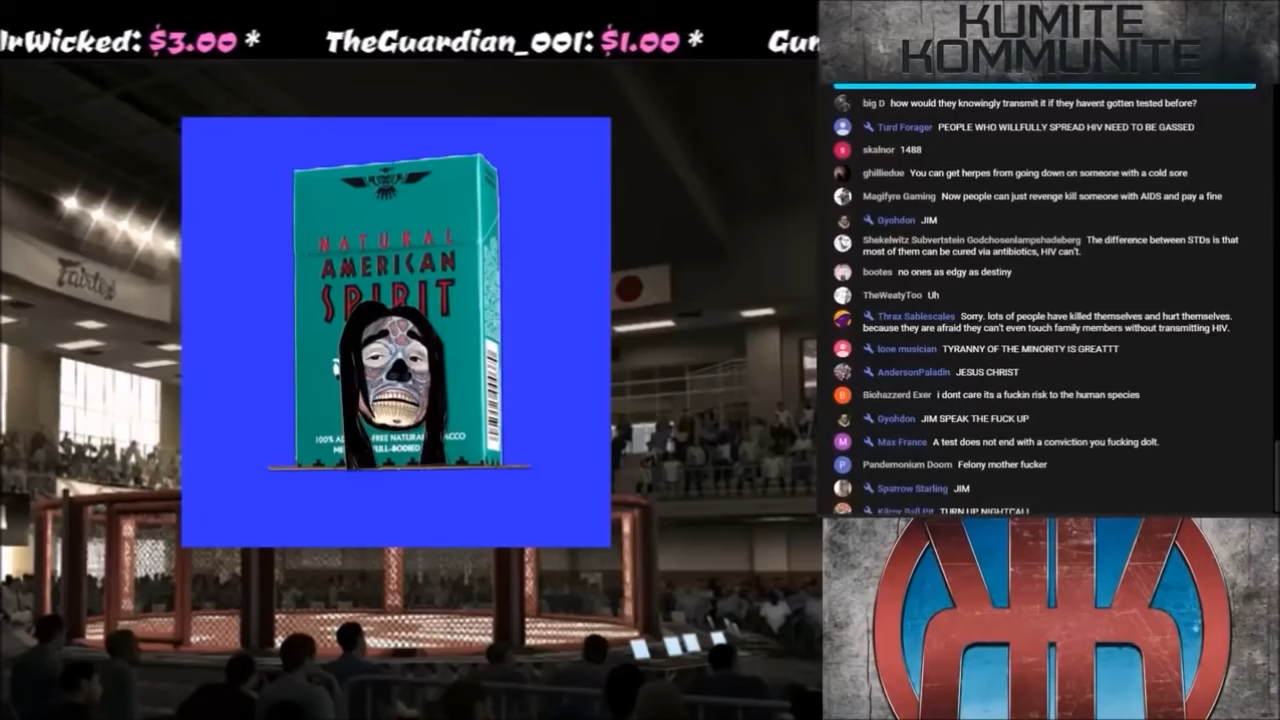 rWicked: $3.00 *
TheGuardian_001: $1.00 *
Gun
KUMITE
KOMMUNITE
Fairtex
NATURAL
AMERICAN
SPIRIT
big D how would they knowingly transmit it if they havent gotten tested before?
Turd Forager PEOPLE WHO WILLFULLY SPREAD HIV NEED TO BE GASSED
skalnor 1488
ghilliedue You can get herpes from going down on someone with a cold sore
Magifyre Gaming Now people can just revenge kill someone with AIDS and pay a fine
Gyohdon JIM
Shekelwitz Subvertstein Godchosenlampshadeberg The difference between STDs is that
most of them can be cured via antibiotics, HIV can't.
bootes no ones as edgy as destiny
TheWeatyToo Uh
Thrax Sablescales Sorry. lots of people have killed themselves and hurt themselves.
because they are afraid they can't even touch family members without transmitting HIV.
lone musician TYRANNY OF THE MINORITY IS GREATTT
AndersonPaladin JESUS CHRIST
Biohazzerd Exer i dont care its a fuckin risk to the human species
Gyohdon JIM SPEAK THE FUCK UP
Max France A test does not end with a conviction you fucking dolt.
Pandemonium Doom Felony mother fucker
Sparrow Starling JIM
TURN UP NIGHTCALL